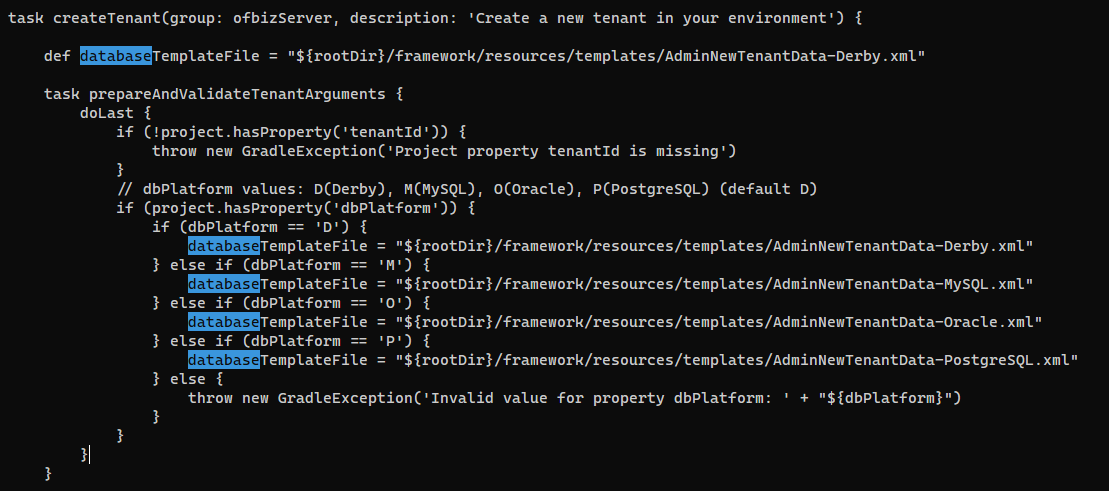 task createTenant(group: ofbizServer, description: 'Create a new tenant in your environment') {
def databaseTemplateFile = "${rootDir}/framework/resources/templates/AdminNewTenantData-Derby.xml"
task prepareAndValidateTenantArguments {
doLast {
if (!project.hasProperty('tenantId')) {
throw new GradleException('Project property tenantId is missing')
}
// dbPlatform values: D(Derby), M(MySQL), O(Oracle), P(PostgreSQL) (default D)
if (project.hasProperty('dbPlatform')) {
if (dbPlatform == 'D') {
databaseTemplateFile = "${rootDir}/framework/resources/templates/AdminNewTenantData-Derby.xml"
} else if (dbPlatform == 'M') {
databaseTemplateFile = "${rootDir}/framework/resources/templates/AdminNewTenantData-MySQL.xml"
} else if (dbPlatform == 'O') {
databaseTemplateFile = "${rootDir}/framework/resources/templates/AdminNewTenantData-Oracle.xml"
} else if (dbPlatform == 'P') {
databaseTemplateFile = "${rootDir}/framework/resources/templates/AdminNewTenantData-PostgreSQL.xml"
} else {
throw new GradleException('Invalid value for property dbPlatform: ' + "${dbPlatform}")
}
}
}
}